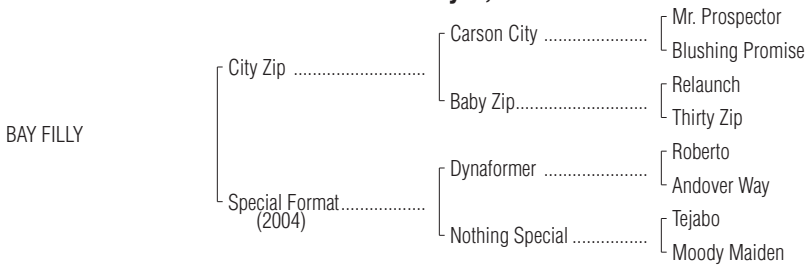 Mr. Prospector
Carson City ......................
Blushing Promise
City Zip ............................
Relaunch
Baby Zip............................
Thirty Zip
BAY FILLY
Roberto
Dynaformer ......................
Andover Way
Special Format..................
(2004)
Tejabo
Nothing Special ................
Moody Maiden